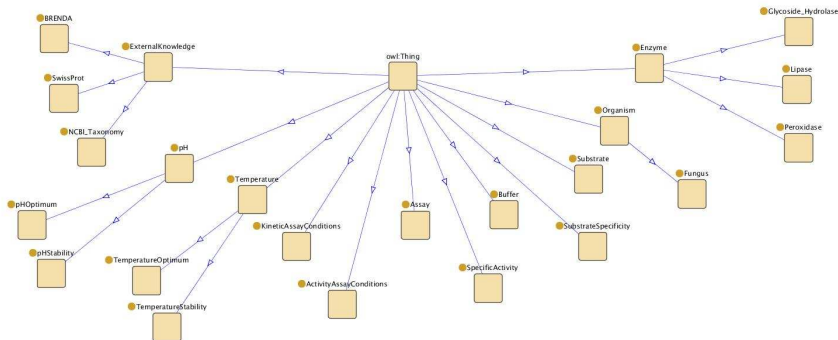 Glycoside_Hydrolase
BRENDA
ExternalKnowledge
Enzyme
owl:Thing
SwissProt
Lipase
Organism
NCBI_Taxonomy
Peroxidase
pH
Substrate
Temperature
Fungus
Buffer
pHOptimum
Assay
KineticAssayConditions
SubstrateSpecificity
pHStability
TemperatureOptimum
SpecificActivity
ActivityAssayConditions
TemperatureStability